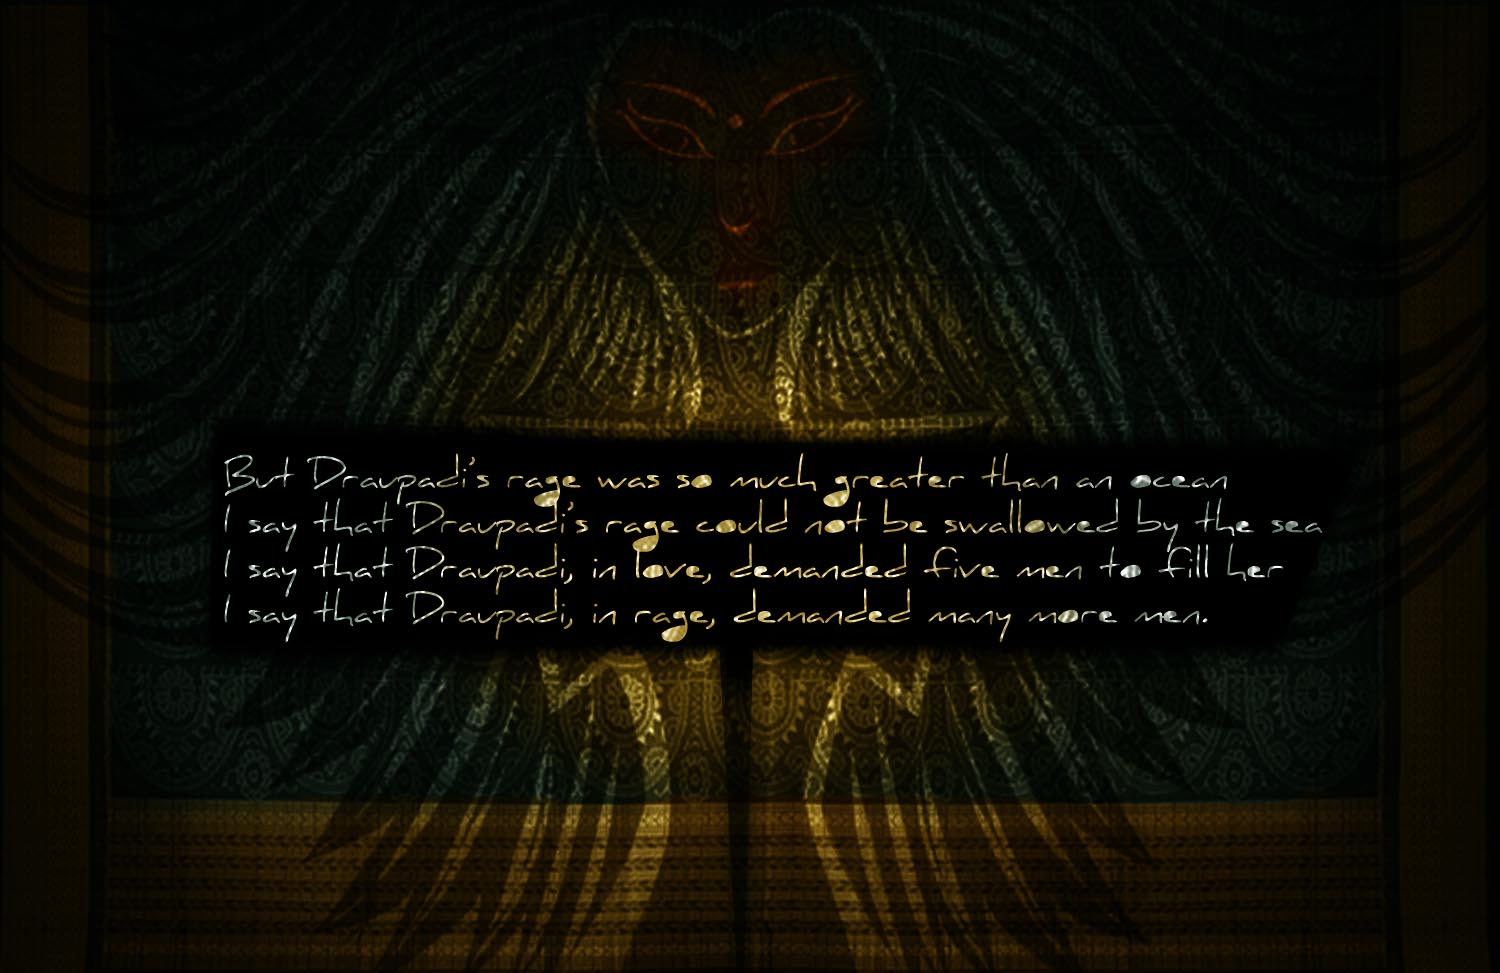 But Draupadi's rage was so much greater than an ocean
I say that Draupadi's rage could not be swallowed by the sea
I say that Draupadi, in love, demanded five men to fill her
I say that Draupadi, in rage, demanded many more men.